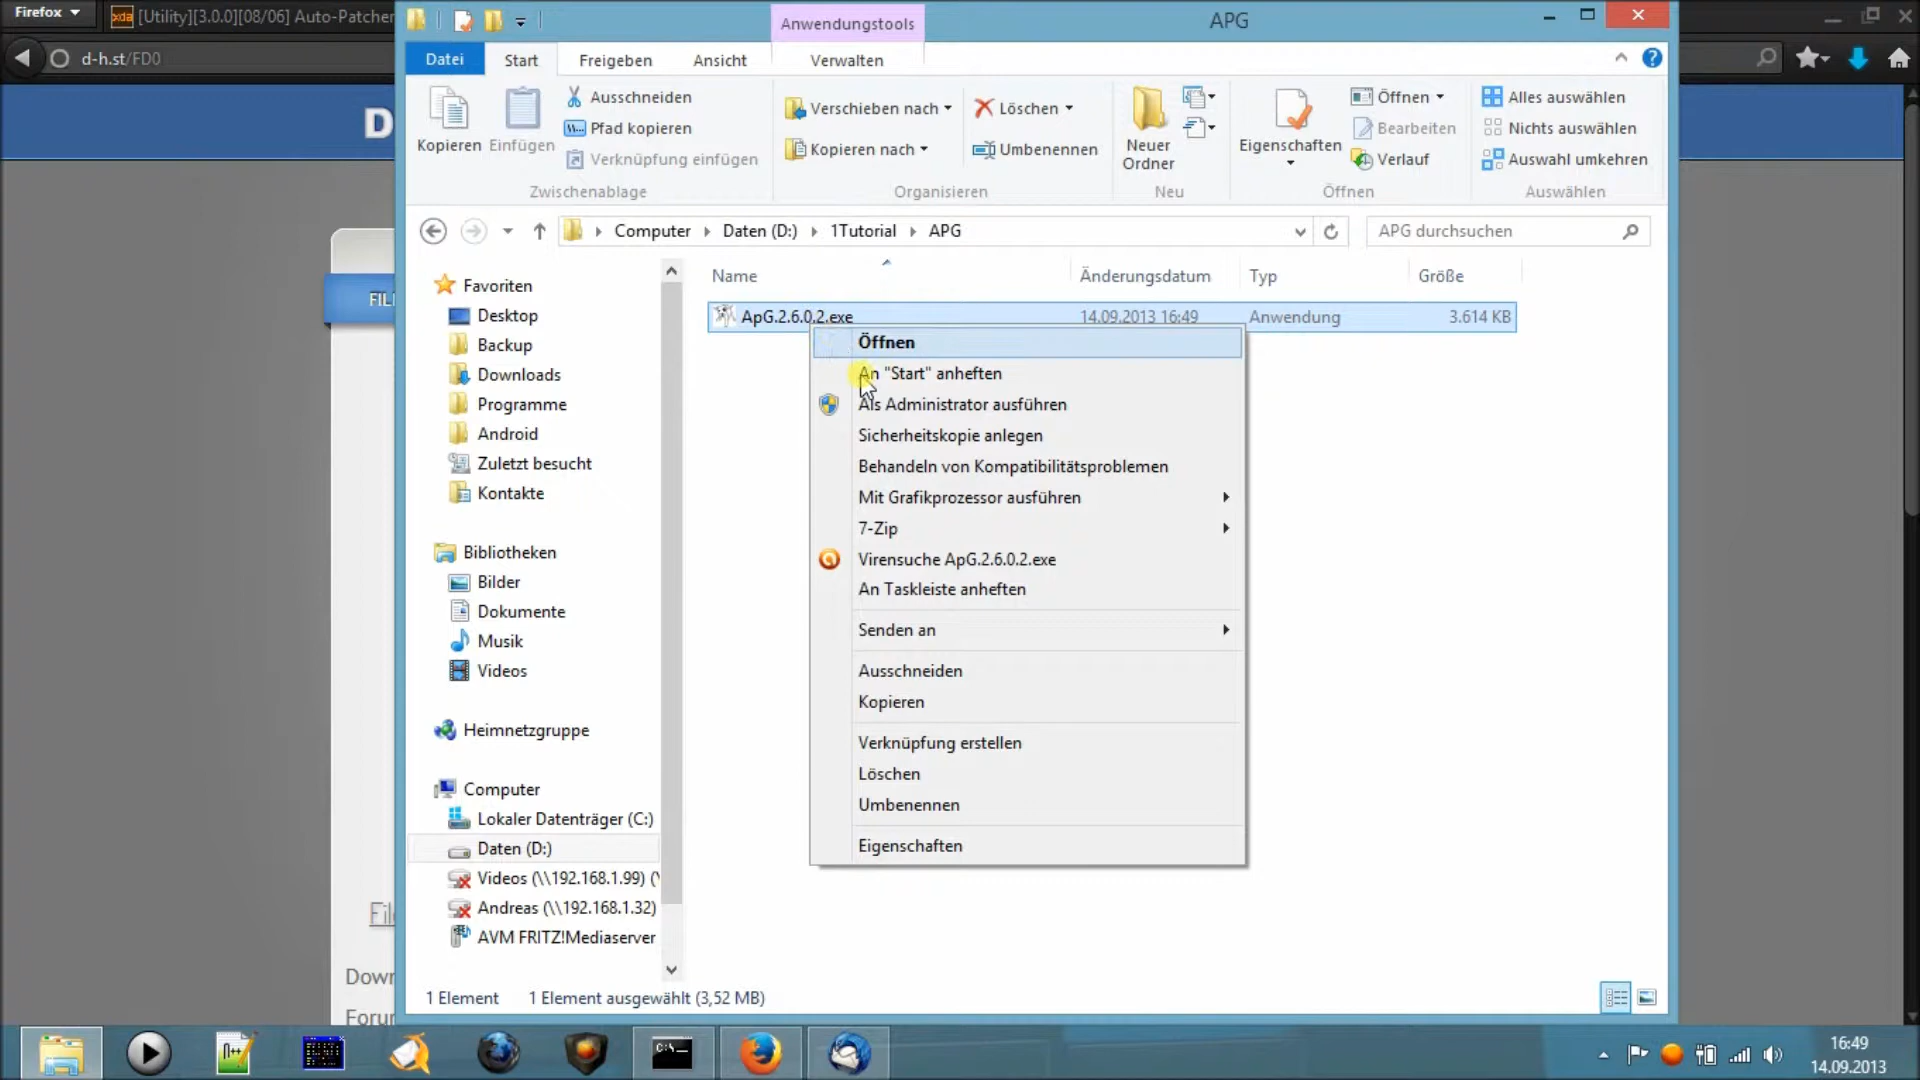 Firefox
[Utility][3.0.0][08/06] Auto-Patcher
d-h.st/FD0
D
FIL
Fil
Down
Forun
Anwendungstools
APG
Datei
Start
Freigeben
Ansicht
Verwalten
Kopieren
Einfügen
Ausschneiden
Pfad kopieren
Verknüpfung einfügen
Zwischenablage
Verschieben nach
Kopieren nach
Löschen
Umbenennen
Organisieren
Neuer
Ordner
Neu
Eigenschaften
Öffnen
Bearbeiten
Verlauf
Öffnen
Alles auswählen
Nichts auswählen
Auswahl umkehren
Auswählen
Computer
Daten (D:)
1Tutorial
APG
APG durchsuchen
Favoriten
Desktop
Backup
Downloads
Programme
Android
Zuletzt besucht
Kontakte
Bibliotheken
Bilder
Dokumente
Musik
Videos
Heimnetzgruppe
Computer
Lokaler Datenträger (C:)
Daten (D:)
Videos (\\192.168.1.99) (
Andreas (\\192.168.1.32)
AVM FRITZ!Mediaserver
Name
Änderungsdatum
Typ
Größe
ApG.2.6.0.2.exe
14.09.2013 16:49
Anwendung
3.614 KB
Öffnen
An "Start" anheften
Als Administrator ausführen
Sicherheitskopie anlegen
Behandeln von Kompatibilitätsproblemen
Mit Grafikprozessor ausführen
7-Zip
Virensuche ApG.2.6.0.2.exe
An Taskleiste anheften
Senden an
Ausschneiden
Kopieren
Verknüpfung erstellen
Löschen
Umbenennen
Eigenschaften
1 Element
1 Element ausgewählt (3,52 MB)
16:49
14.09.2013